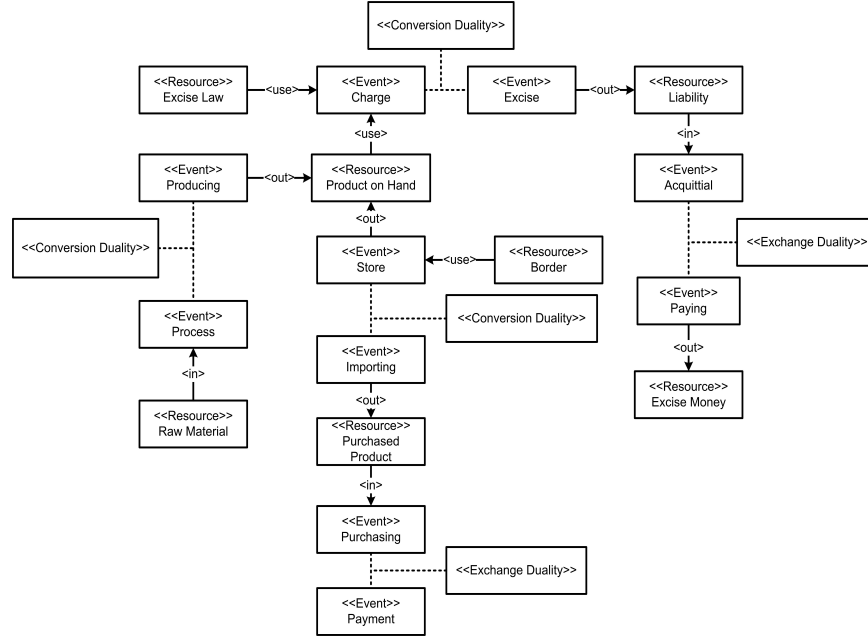 <<Conversion Duality>>
<<Resource>>
Excise Law
<use>
<<Event>>
Charge
<<Event>>
Excise
<out>
<<Resource>>
Liability
<use>
<in>
<<Event>>
Producing
<out>
<<Resource>>
Product on Hand
<<Event>>
Acquittial
<out>
<<Conversion Duality>>
<<Event>>
Store
<use>
<<Resource>>
Border
<<Exchange Duality>>
<<Event>>
Process
<<Conversion Duality>>
<<Event>>
Paying
<in>
<<Event>>
Importing
<out>
<out>
<<Resource>>
Raw Material
<<Resource>>
Purchased
Product
<<Resource>>
Excise Money
<in>
<<Event>>
Purchasing
<<Exchange Duality>>
<<Event>>
Payment